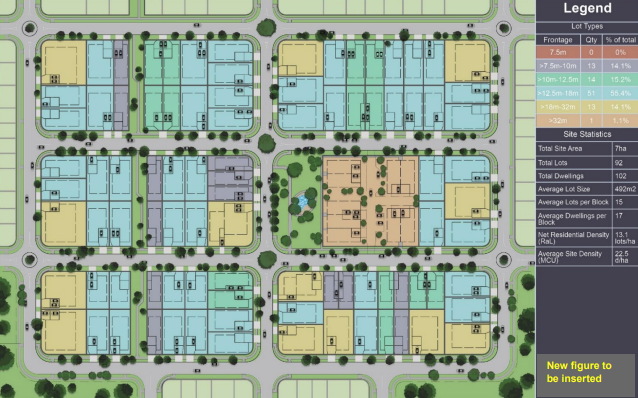 Legend
Lot Types
Frontage Qty % of total
7.5m 0 0%
>7.5m-10m 13 14.1%
>10m-12.5m 14 15.2%
>12.5m-18m 51 55.4%
>18m-32m 13 14.1%
>32m 1 1.1%
Site Statistics
Total Site Area 7ha
Total Lots 92
Total Dwellings 102
Average Lot Size 492m2
Average Lots per Block 15
Average Dwellings per 17
Block
Net Residential Density 13.1
(RaL) lots/ha
Average Site Density 22.5
(MCU) d/ha
New figure to
be inserted